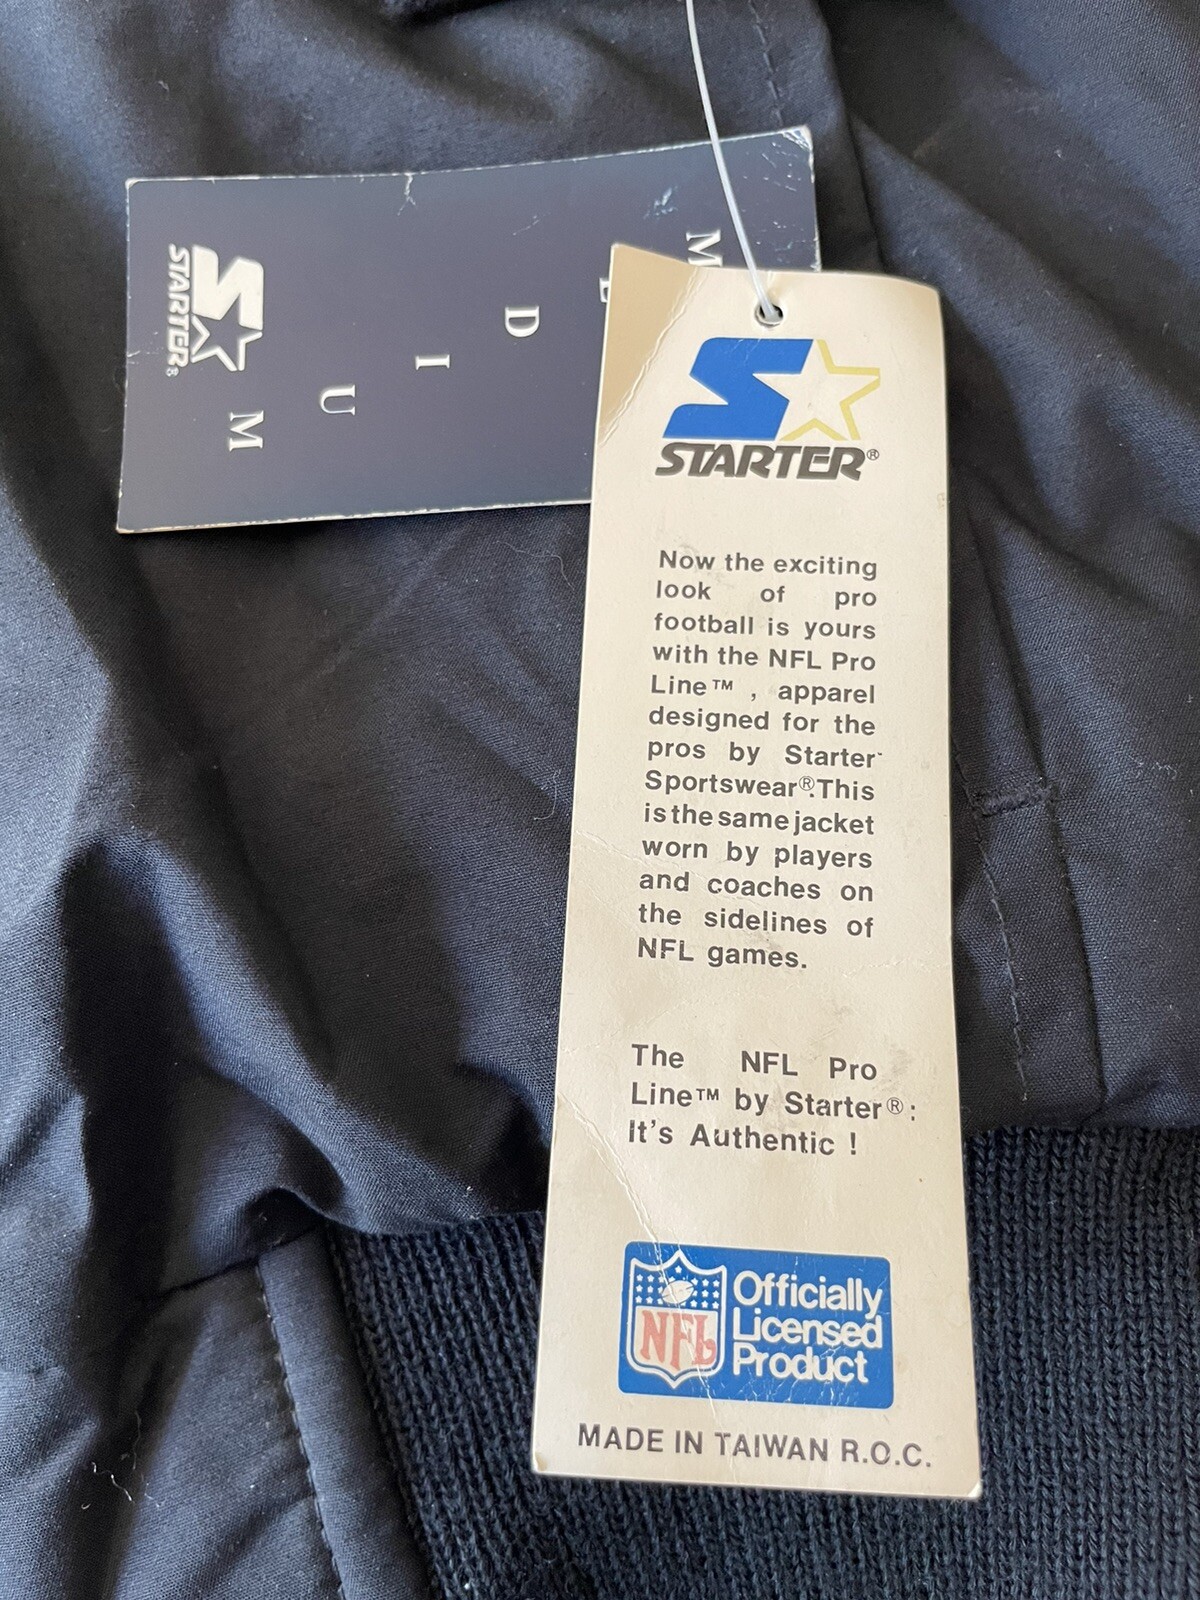 STARTER®
MEDIUM
STARTER®
Now the exciting
look of pro
football is yours
with the NFL Pro
Line™ , apparel
designed for the
pros by Starter
Sportswear®.This
is the same jacket
worn by players
and coaches on
the sidelines of
NFL games.
The NFL Pro
Line™ by Starter®:
It's Authentic !
NFL
Officially
Licensed
Product
MADE IN TAIWAN R.O.C.